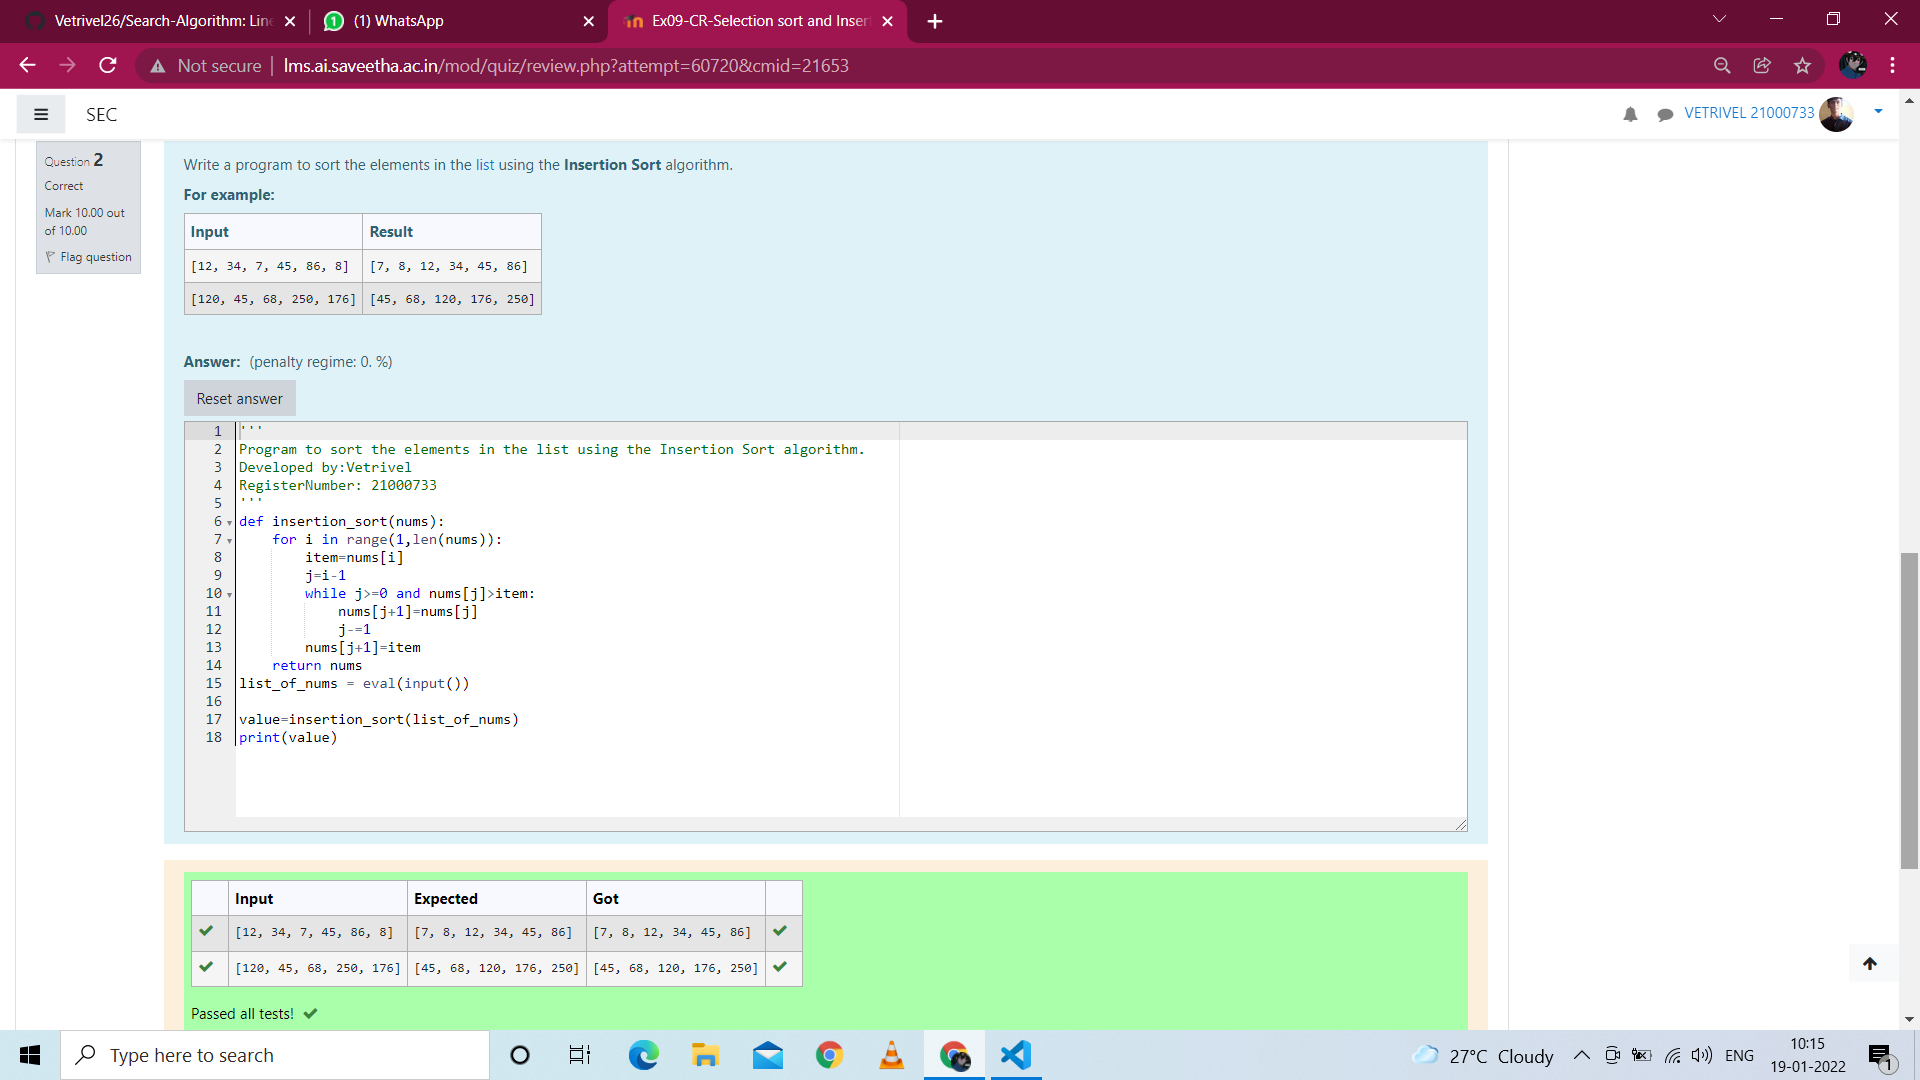 Vetrivel26/Search-Algorithm: Line
(1) WhatsApp
Ex09-CR-Selection sort and Inser
Not secure | lms.ai.saveetha.ac.in/mod/quiz/review.php?attempt=60720&cmid=21653
SEC
VETRIVEL 21000733
Question 2
Correct
Mark 10.00 out
of 10.00
Flag question
Write a program to sort the elements in the list using the Insertion Sort algorithm.
For example:
Input Result
[12, 34, 7, 45, 86, 8] [7, 8, 12, 34, 45, 86]
[120, 45, 68, 250, 176] [45, 68, 120, 176, 250]
Answer: (penalty regime: 0. %)
Reset answer
1 '''
2 Program to sort the elements in the list using the Insertion Sort algorithm.
3 Developed by:Vetrivel
4 RegisterNumber: 21000733
5 '''
6 def insertion_sort(nums):
7     for i in range(1,len(nums)):
8         item=nums[i]
9         j=i-1
10         while j>=0 and nums[j]>item:
11             nums[j+1]=nums[j]
12             j-=1
13         nums[j+1]=item
14     return nums
15 list_of_nums = eval(input())
16
17 value=insertion_sort(list_of_nums)
18 print(value)
Input Expected Got
[12, 34, 7, 45, 86, 8] [7, 8, 12, 34, 45, 86] [7, 8, 12, 34, 45, 86]
[120, 45, 68, 250, 176] [45, 68, 120, 176, 250] [45, 68, 120, 176, 250]
Passed all tests!
Type here to search
27°C Cloudy
ENG
10:15
19-01-2022
1